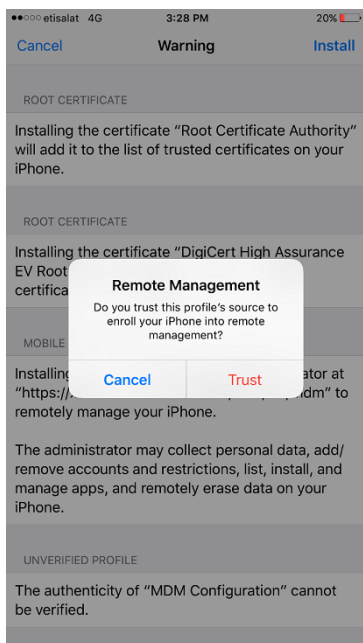 etisalat 4G 3:28 PM 20%
Cancel Warning Install
ROOT CERTIFICATE
Installing the certificate “Root Certificate Authority”
will add it to the list of trusted certificates on your
iPhone.
ROOT CERTIFICATE
Installing the certificate “DigiCert High Assurance
EV Root
certifica
Remote Management
Do you trust this profile's source to
enroll your iPhone into remote
management?
Cancel Trust
MOBILE
Installing ator at
“https:// mdm” to
remotely manage your iPhone.
The administrator may collect personal data, add/
remove accounts and restrictions, list, install, and
manage apps, and remotely erase data on your
iPhone.
UNVERIFIED PROFILE
The authenticity of “MDM Configuration” cannot
be verified.